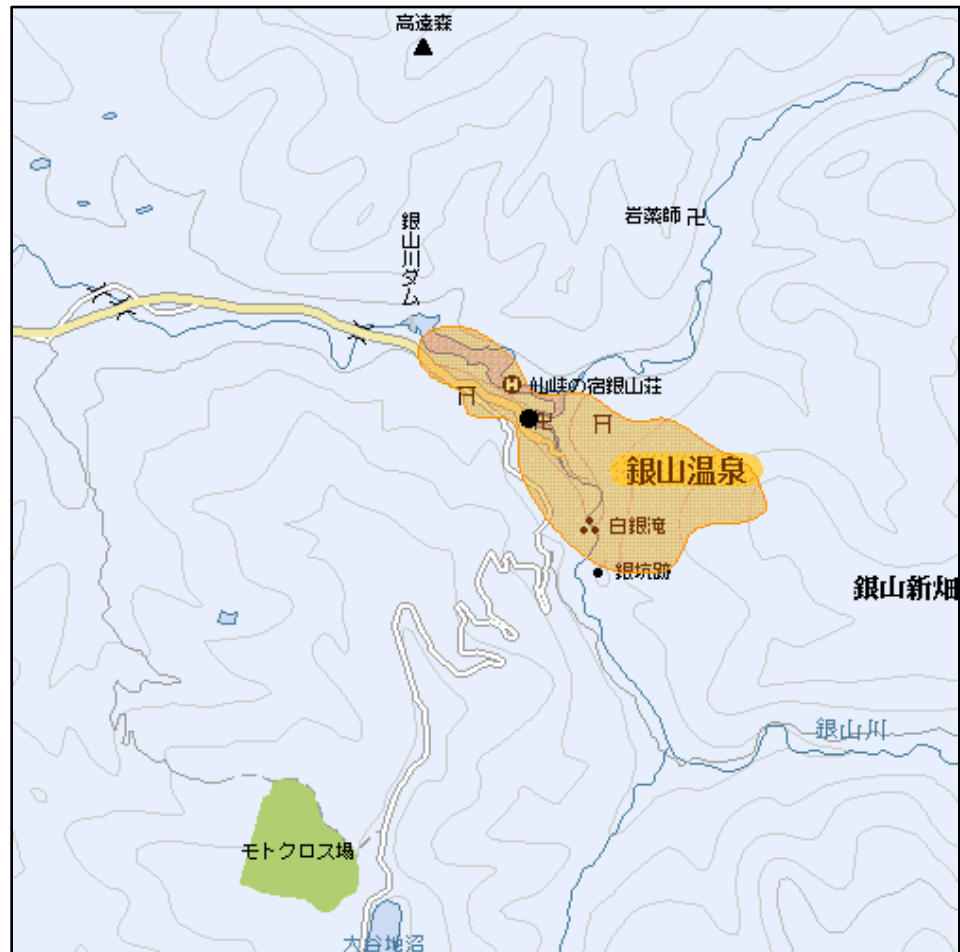 高遠森
岩薬師
銀山川ダム
仙峡の宿銀山荘
銀山温泉
白銀滝
銀坑跡
銀山新畑
銀山川
モトクロス場
大谷地沼